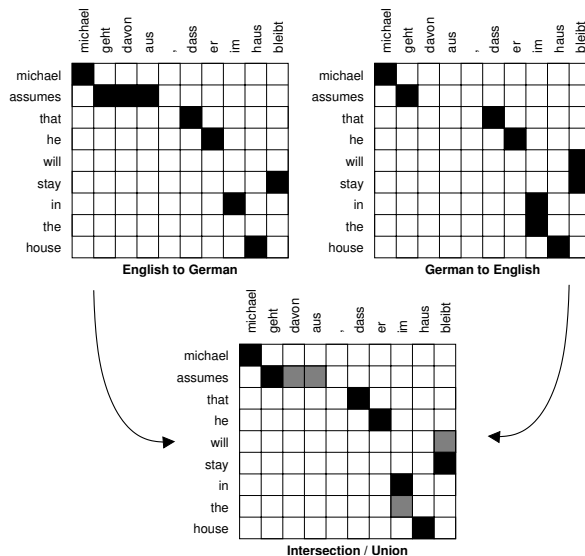 michael geht davon aus , dass er im haus bleibt
michael
assumes
that
he
will
stay
in
the
house
English to German
michael geht davon aus , dass er im haus bleibt
michael
assumes
that
he
will
stay
in
the
house
German to English
michael geht davon aus , dass er im haus bleibt
michael
assumes
that
he
will
stay
in
the
house
Intersection / Union